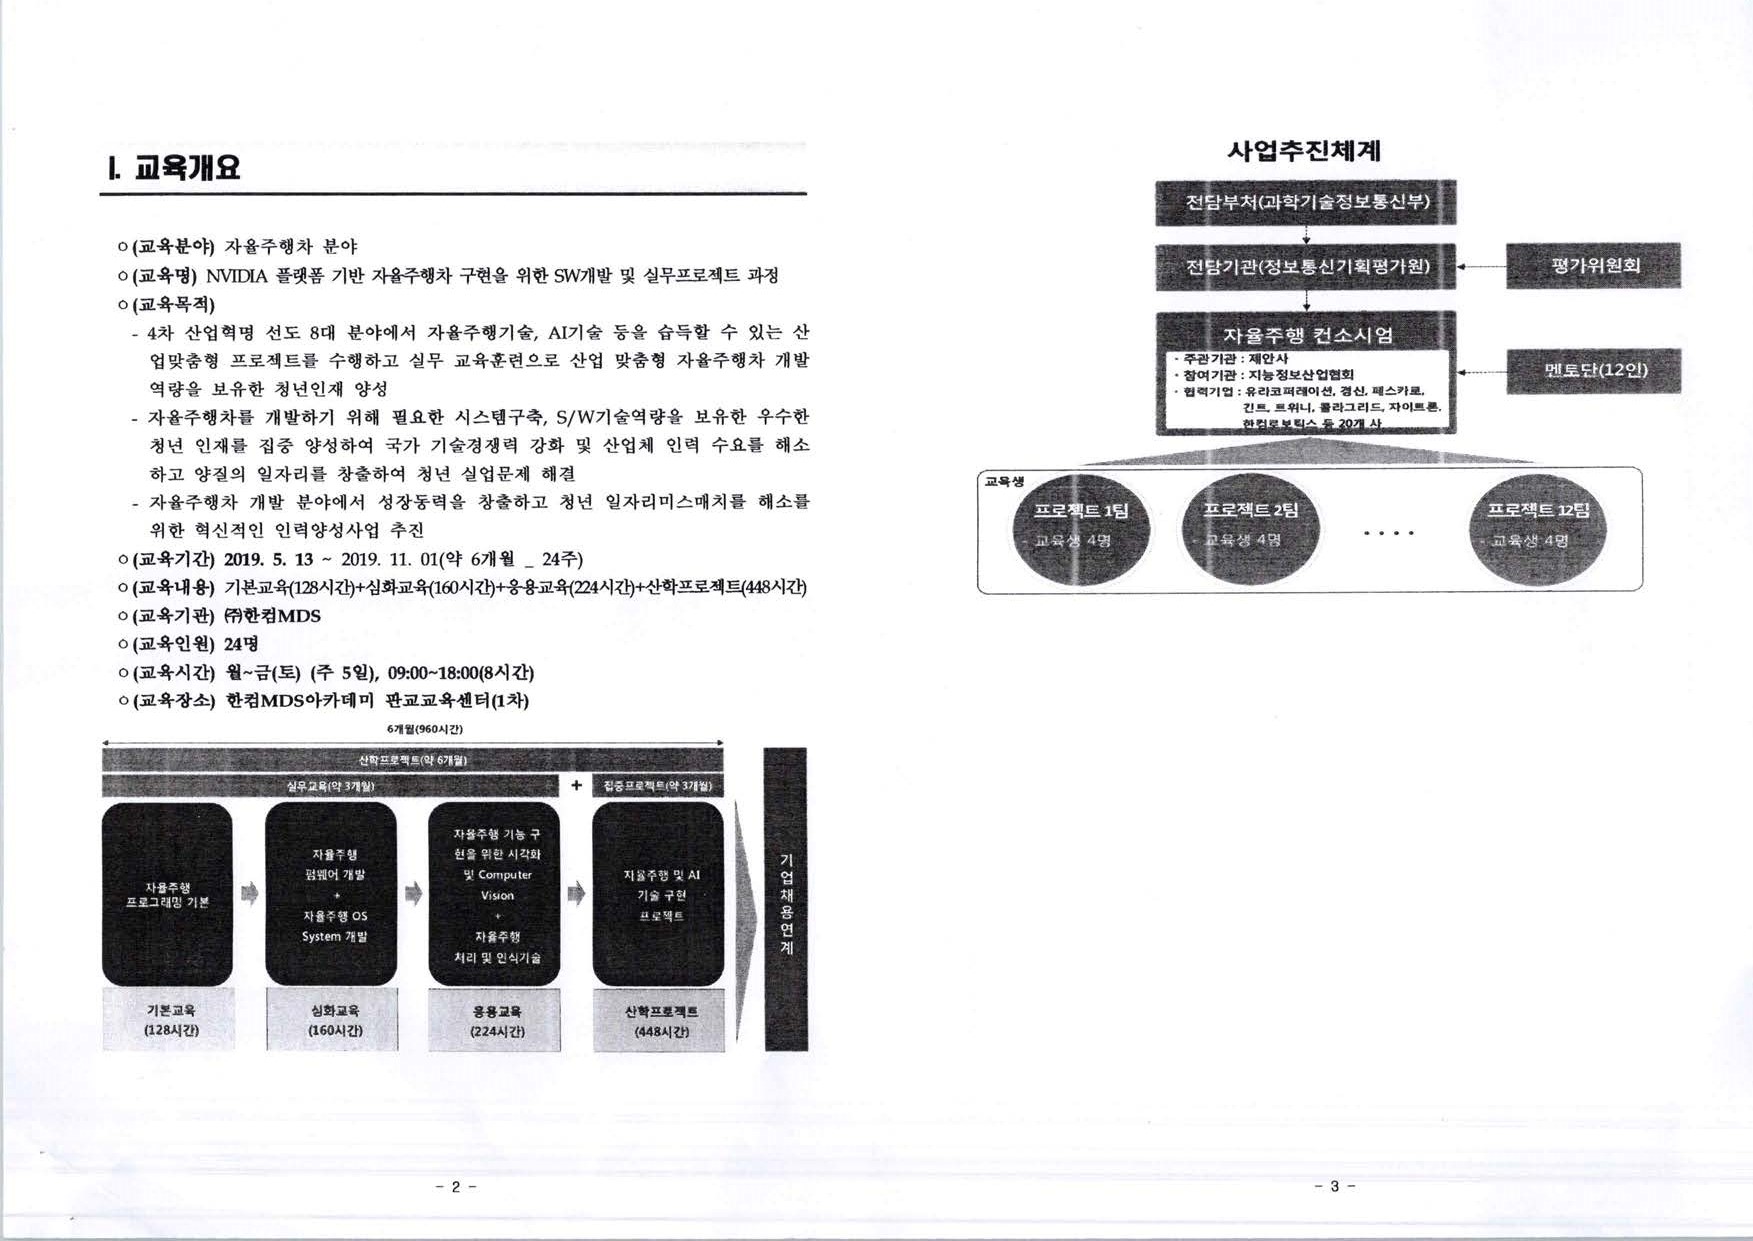 I. 교육개요
○ (교육분야) 자율주행차 분야
○ (교육명) NVIDIA 플랫폼 기반 자율주행차 구현을 위한 SW개발 및 실무프로젝트 과정
○ (교육목적)
- 4차 산업혁명 선도 8대 분야에서 자율주행기술, AI기술 등을 습득할 수 있는 산
업맞춤형 프로젝트를 수행하고 실무 교육훈련으로 산업 맞춤형 자율주행차 개발
역량을 보유한 청년인재 양성
- 자율주행차를 개발하기 위해 필요한 시스템구축, S/W기술역량을 보유한 우수한
청년 인재를 집중 양성하여 국가 기술경쟁력 강화 및 산업체 인력 수요를 해소
하고 양질의 일자리를 창출하여 청년 실업문제 해결
- 자율주행차 개발 분야에서 성장동력을 창출하고 청년 일자리미스매치를 해소를
위한 혁신적인 인력양성사업 추진
○ (교육기간) 2019. 5. 13 ~ 2019. 11. 01(약 6개월 _ 24주)
○ (교육내용) 기본교육(128시간)+심화교육(160시간)+응용교육(224시간)+산학프로젝트(448시간)
○ (교육기관) ㈜한컴MDS
○ (교육인원) 24명
○ (교육시간) 월~금(토) (주 5일), 09:00~18:00(8시간)
○ (교육장소) 한컴MDS아카데미 판교교육센터(1차)
6개월(960시간)
산학프로젝트(약 6개월)
실무교육(약 3개월) + 집중프로젝트(약 3개월)
자율주행
프로그래밍 기본
자율주행
펌웨어 개발
+
자율주행 OS
System 개발
자율주행 기능 구
현을 위한 시각화
및 Computer
Vision
+
자율주행
처리 및 인식기술
자율주행 및 AI
기술 구현
프로젝트
기업채용연계
기본교육
(128시간)
심화교육
(160시간)
응용교육
(224시간)
산학프로젝트
(448시간)
- 2 -
사업추진체계
전담부처(과학기술정보통신부)
전담기관(정보통신기획평가원)
평가위원회
자율주행 컨소시엄
· 주관기관 : 제안사
· 참여기관 : 지능정보산업협회
· 협력기업 : 유라코퍼레이션, 경신, 페스카로,
긴트, 트위니, 콜라그리드, 자이트론,
한컴로보틱스 등 20개 사
멘토단(12인)
교육생
프로젝트 1팀
- 교육생 4명
프로젝트 2팀
- 교육생 4명
· · · ·
프로젝트 12팀
- 교육생 4명
- 3 -